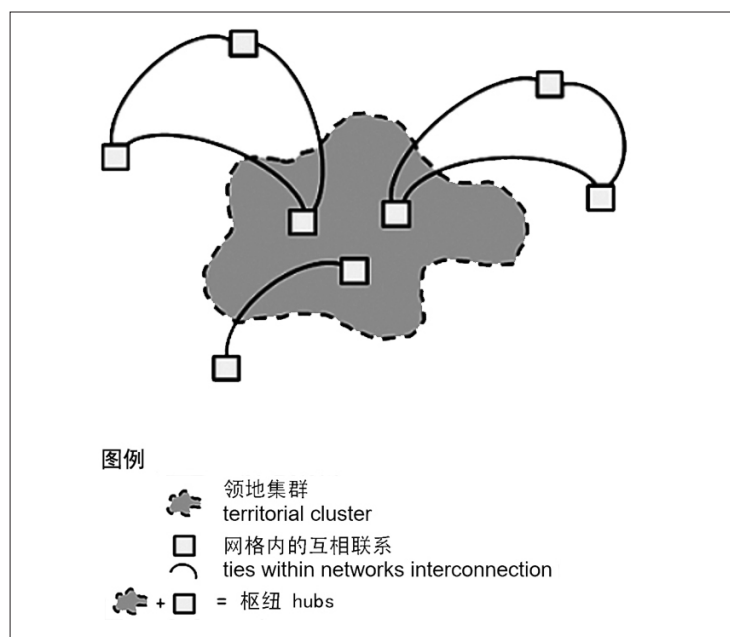 图例
领地集群
territorial cluster
网格内的互相联系
ties within networks interconnection
+ = 枢纽 hubs